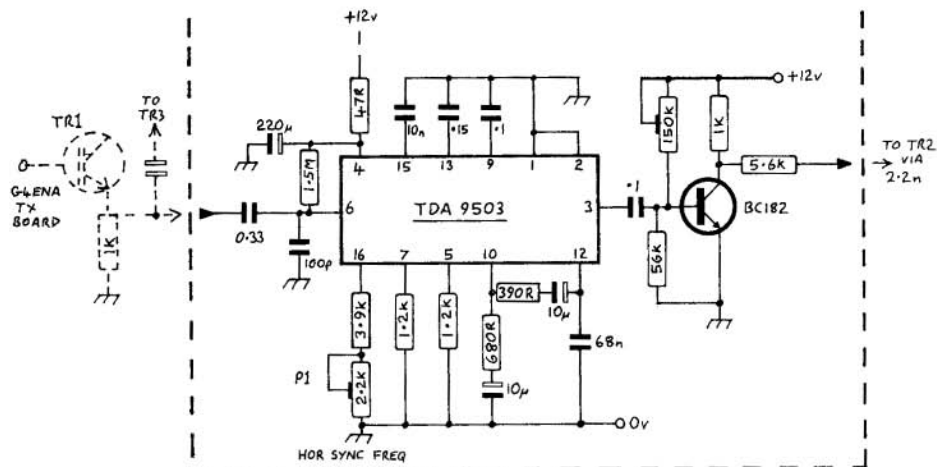 +12v
TR1
TO
TR3
G4ENA
TX
BOARD
1K
47R
220µ
1.5M
0.33
100p
10n
.15
.1
15
13
9
1
2
4
6
TDA 9503
3
16
7
5
10
12
3.9K
1.2K
1.2K
680R
390R
10µ
10µ
68n
P1
2.2K
HOR SYNC FREQ
0v
.1
56K
150K
1K
+12v
BC182
5.6K
TO TR2
VIA
2.2n